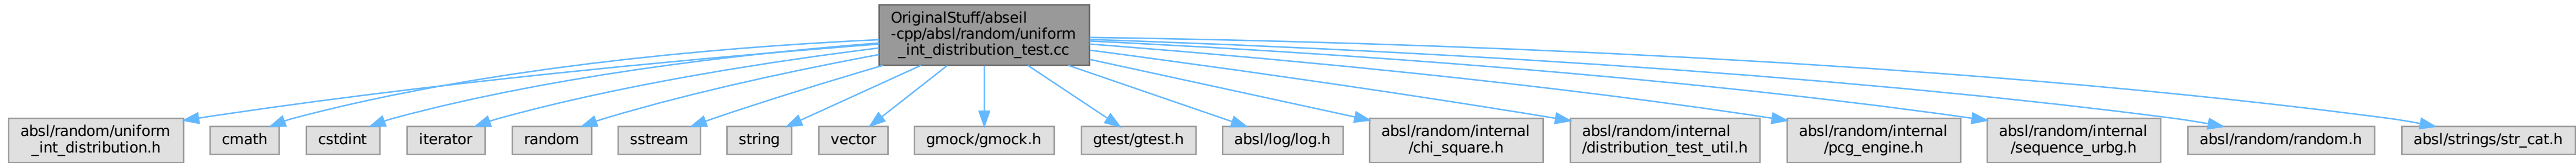 OriginalStuff/abseil
-cpp/absl/random/uniform
_int_distribution_test.cc
absl/random/uniform
_int_distribution.h
cmath
cstdint
iterator
random
sstream
string
vector
gmock/gmock.h
gtest/gtest.h
absl/log/log.h
absl/random/internal
/chi_square.h
absl/random/internal
/distribution_test_util.h
absl/random/internal
/pcg_engine.h
absl/random/internal
/sequence_urbg.h
absl/random/random.h
absl/strings/str_cat.h